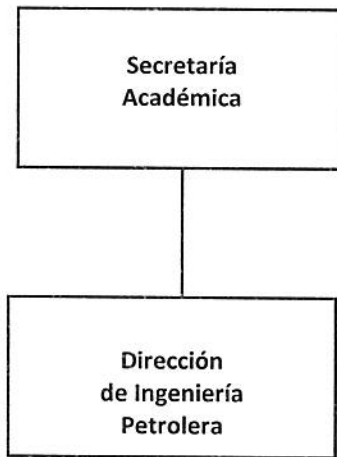 Secretaría
Académica
Dirección
de Ingeniería
Petrolera